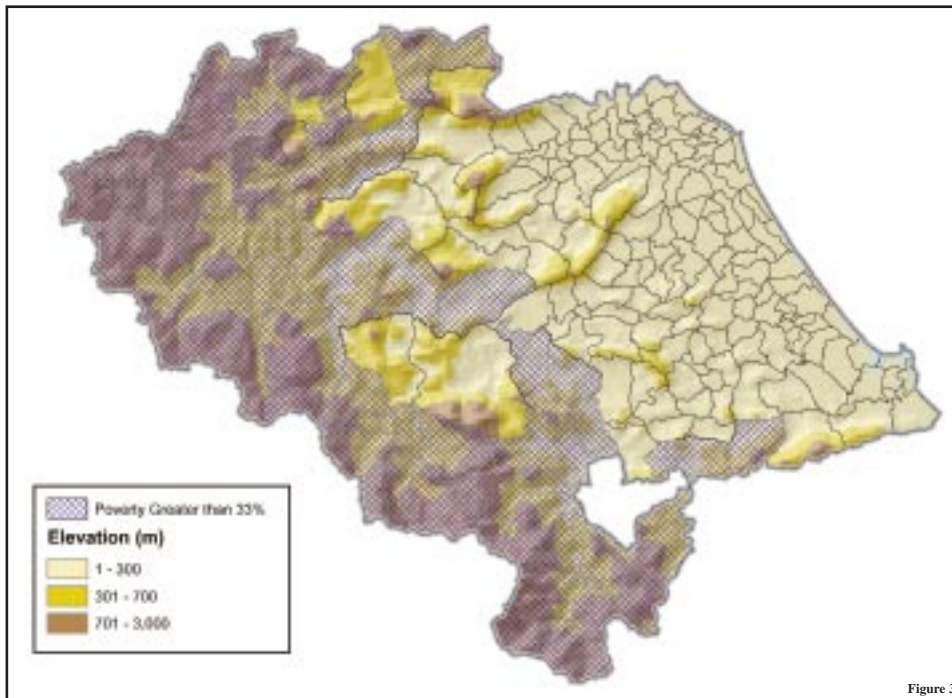 Poverty Greater than 33%
Elevation (m)
1 - 300
301 - 700
701 - 3,000
Figure 3